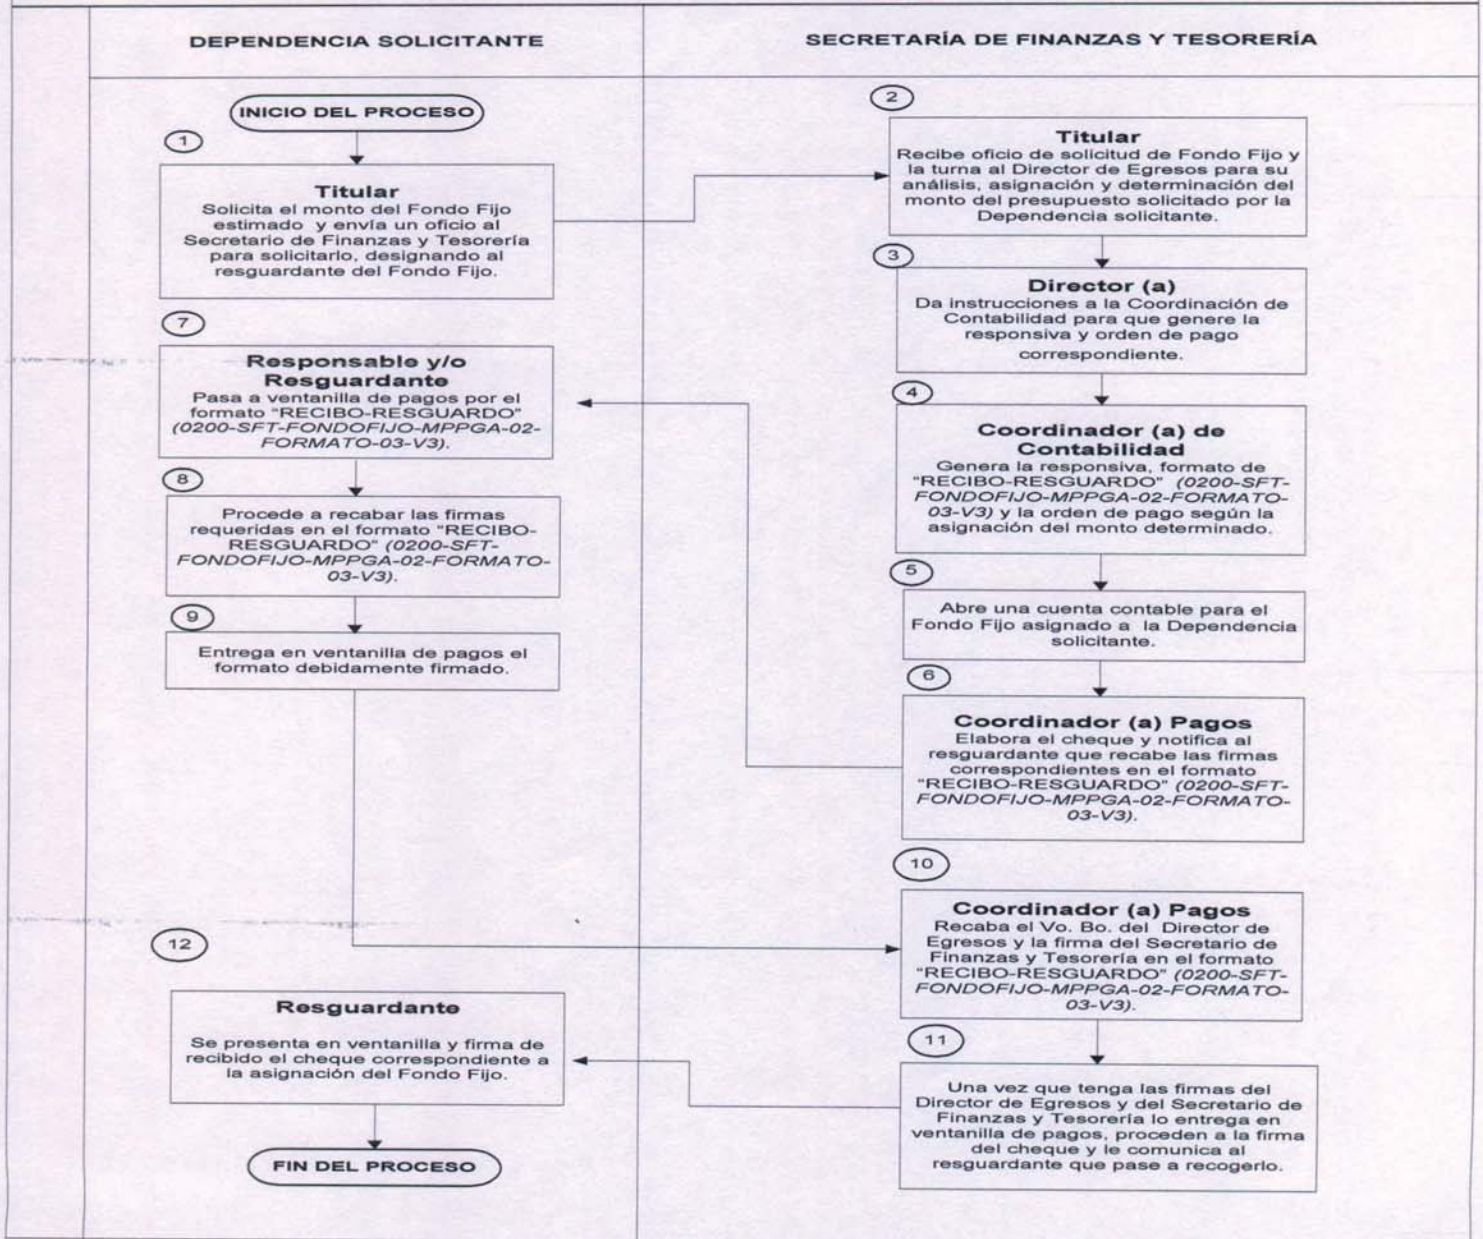 DEPENDENCIA SOLICITANTE
SECRETARÍA DE FINANZAS Y TESORERÍA
INICIO DEL PROCESO
1
Titular
Solicita el monto del Fondo Fijo
estimado y envía un oficio al
Secretario de Finanzas y Tesorería
para solicitarlo, designando al
resguardante del Fondo Fijo.
2
Titular
Recibe oficio de solicitud de Fondo Fijo y
la turna al Director de Egresos para su
análisis, asignación y determinación del
monto del presupuesto solicitado por la
Dependencia solicitante.
3
Director (a)
Da instrucciones a la Coordinación de
Contabilidad para que genere la
responsiva y orden de pago
correspondiente.
4
Coordinador (a) de
Contabilidad
Genera la responsiva, formato de
"RECIBO-RESGUARDO" (0200-SFT-
FONDOFIJO-MPPGA-02-FORMATO-
03-V3) y la orden de pago según la
asignación del monto determinado.
5
Abre una cuenta contable para el
Fondo Fijo asignado a la Dependencia
solicitante.
6
Coordinador (a) Pagos
Elabora el cheque y notifica al
resguardante que recabe las firmas
correspondientes en el formato
"RECIBO-RESGUARDO" (0200-SFT-
FONDOFIJO-MPPGA-02-FORMATO-
03-V3).
7
Responsable y/o
Resguardante
Pasa a ventanilla de pagos por el
formato "RECIBO-RESGUARDO"
(0200-SFT-FONDOFIJO-MPPGA-02-
FORMATO-03-V3).
8
Procede a recabar las firmas
requeridas en el formato "RECIBO-
RESGUARDO" (0200-SFT-
FONDOFIJO-MPPGA-02-FORMATO-
03-V3).
9
Entrega en ventanilla de pagos el
formato debidamente firmado.
10
Coordinador (a) Pagos
Recaba el Vo. Bo. del Director de
Egresos y la firma del Secretario de
Finanzas y Tesorería en el formato
"RECIBO-RESGUARDO" (0200-SFT-
FONDOFIJO-MPPGA-02-FORMATO-
03-V3).
11
Una vez que tenga las firmas del
Director de Egresos y del Secretario de
Finanzas y Tesorería lo entrega en
ventanilla de pagos, proceden a la firma
del cheque y le comunica al
resguardante que pase a recogerlo.
12
Resguardante
Se presenta en ventanilla y firma de
recibido el cheque correspondiente a
la asignación del Fondo Fijo.
FIN DEL PROCESO